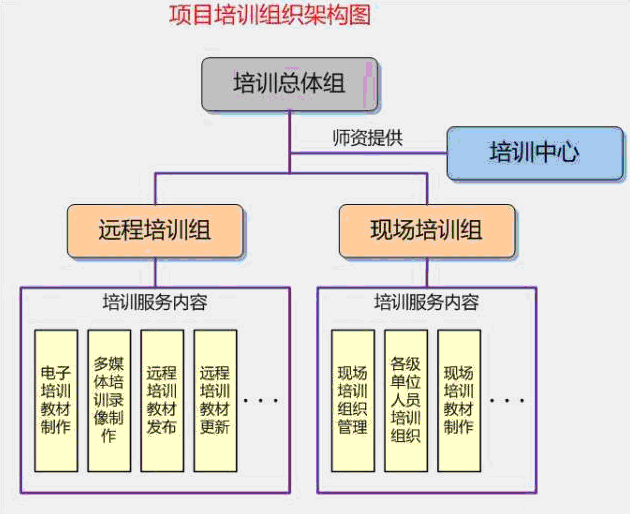 项目培训组织架构图
培训总体组
师资提供
培训中心
远程培训组
现场培训组
培训服务内容
培训服务内容
电子
培训
教材
制作
多媒
体培
训录
像制
作
远程
培训
教材
发布
远程
培训
教材
更新
...
现场
培训
组织
管理
各级
单位
人员
培训
组织
现场
培训
教材
制作
...